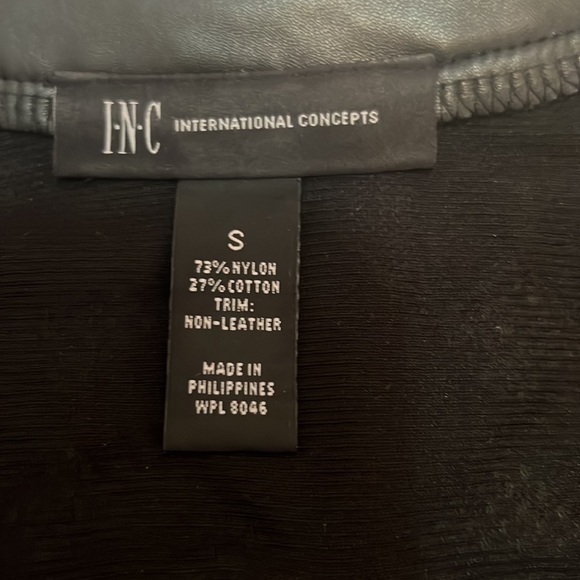 I·N·C INTERNATIONAL CONCEPTS
S
73% NYLON
27% COTTON
TRIM:
NON-LEATHER
MADE IN
PHILIPPINES
WPL 8046